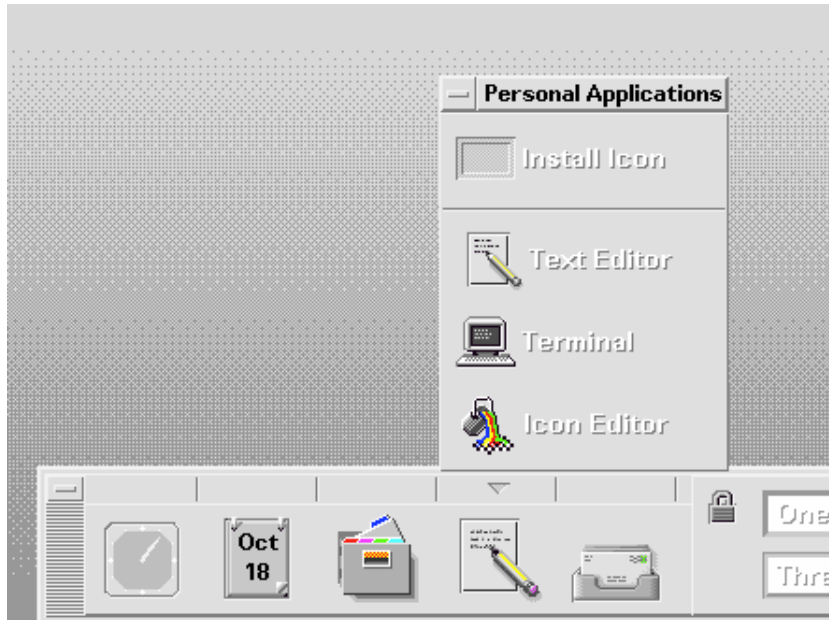 Personal Applications
Install Icon
Text Editor
Terminal
Icon Editor
Oct
18
One
Thre